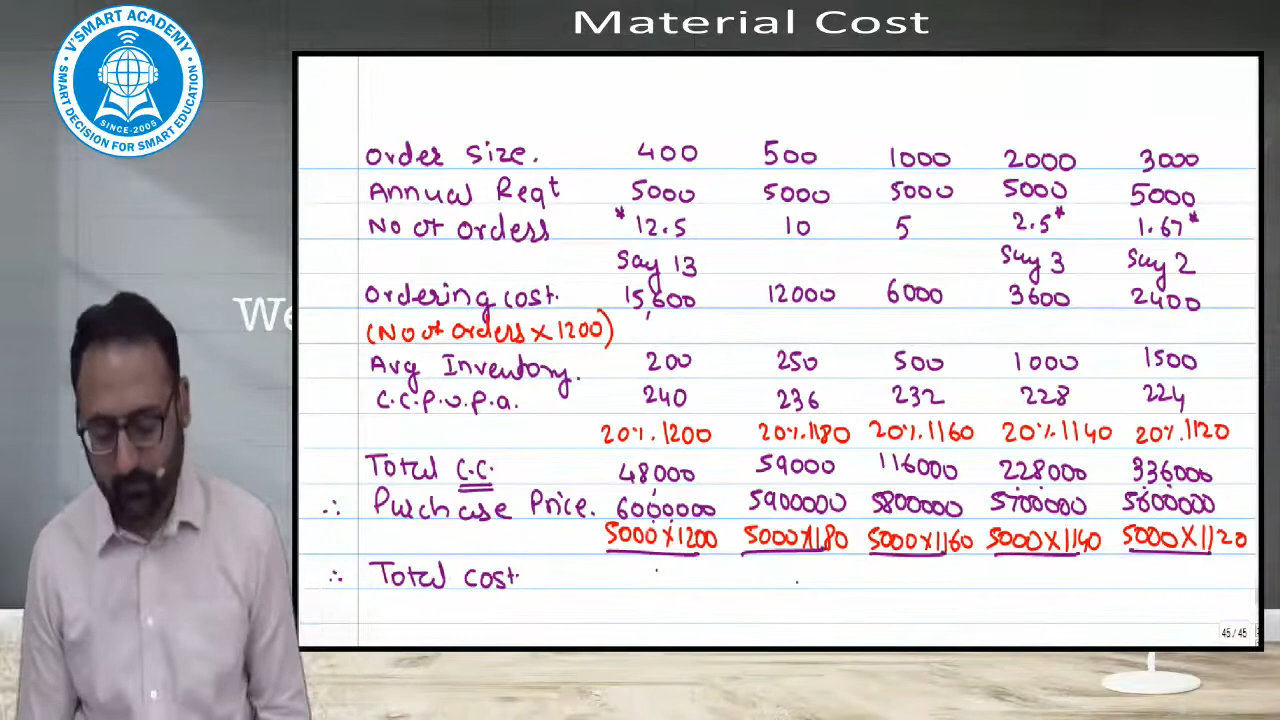 Material Cost
V'SMART ACADEMY
SINCE-2005
SMART DECISION FOR SMART EDUCATION
We
Order Size. 400 500 1000 2000 3000
Annual Reqt 5000 5000 5000 5000 5000
No of orders *12.5 10 5 2.5* 1.67*
Say 13 Say 3 Say 2
Ordering cost. 15,600 12000 6000 3600 2400
(No of orders x 1200)
Avg Inventory. 200 250 500 1000 1500
C.C.P.U.P.A. 240 236 232 228 224
20%.1200 20%.1180 20%.1160 20%.1140 20%.1120
Total C.C. 48000 59000 116000 228000 336000
∴ Purchase Price. 6000000 5900000 5800000 5700000 5600000
5000x1200 5000x1180 5000x1160 5000x1140 5000x1120
∴ Total cost.
45/45